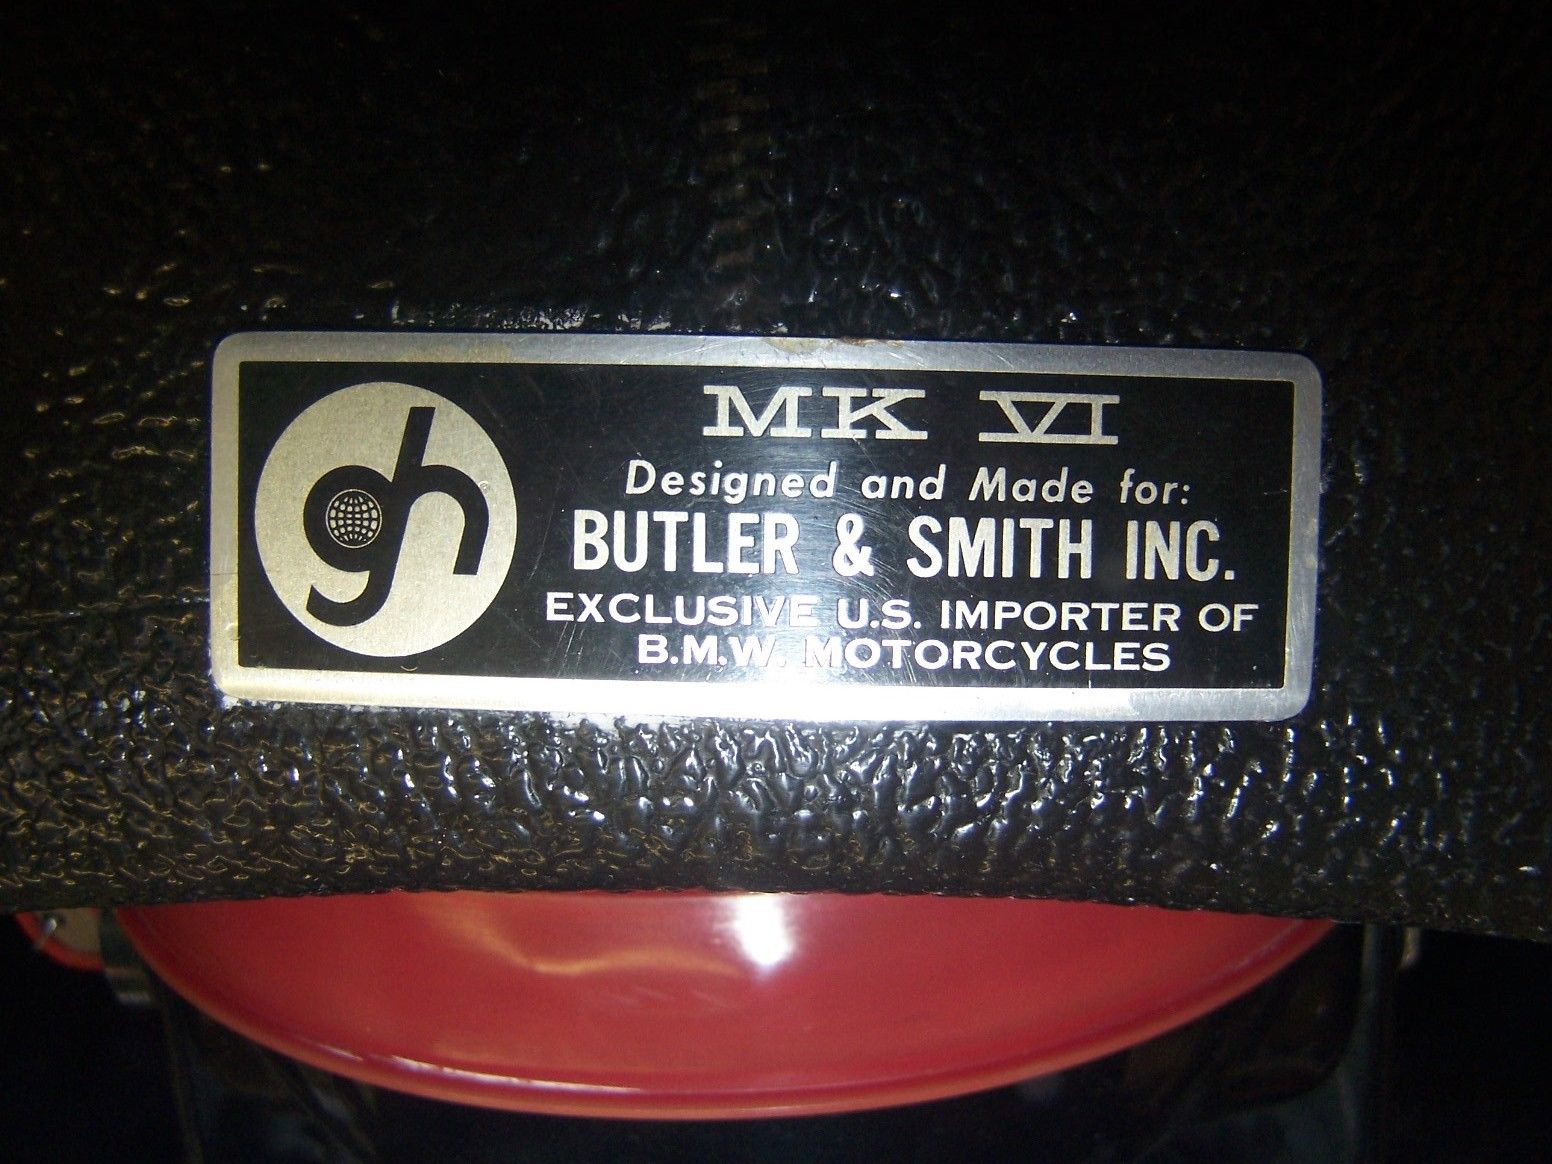 gh
MK VI
Designed and Made for:
BUTLER & SMITH INC.
EXCLUSIVE U.S. IMPORTER OF
B.M.W. MOTORCYCLES